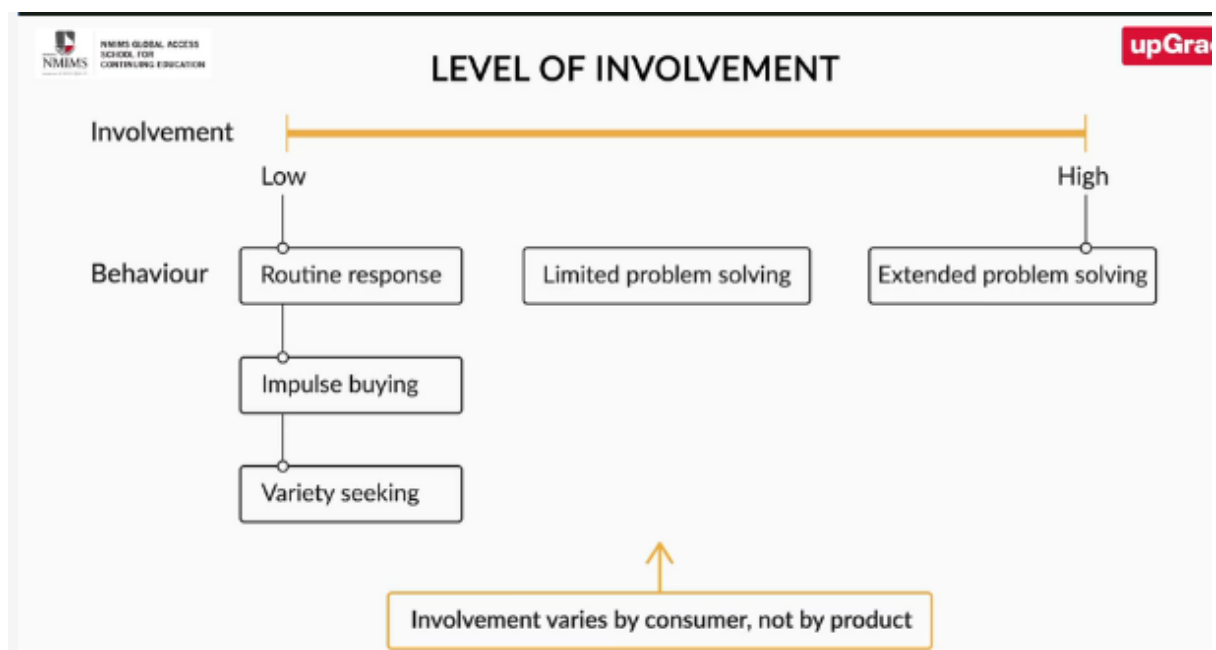 NMIMS GLOBAL ACCESS
SCHOOL FOR
CONTINUING EDUCATION
NMIMS
upGrad
LEVEL OF INVOLVEMENT
Involvement
Low
High
Behaviour
Routine response
Limited problem solving
Extended problem solving
Impulse buying
Variety seeking
Involvement varies by consumer, not by product